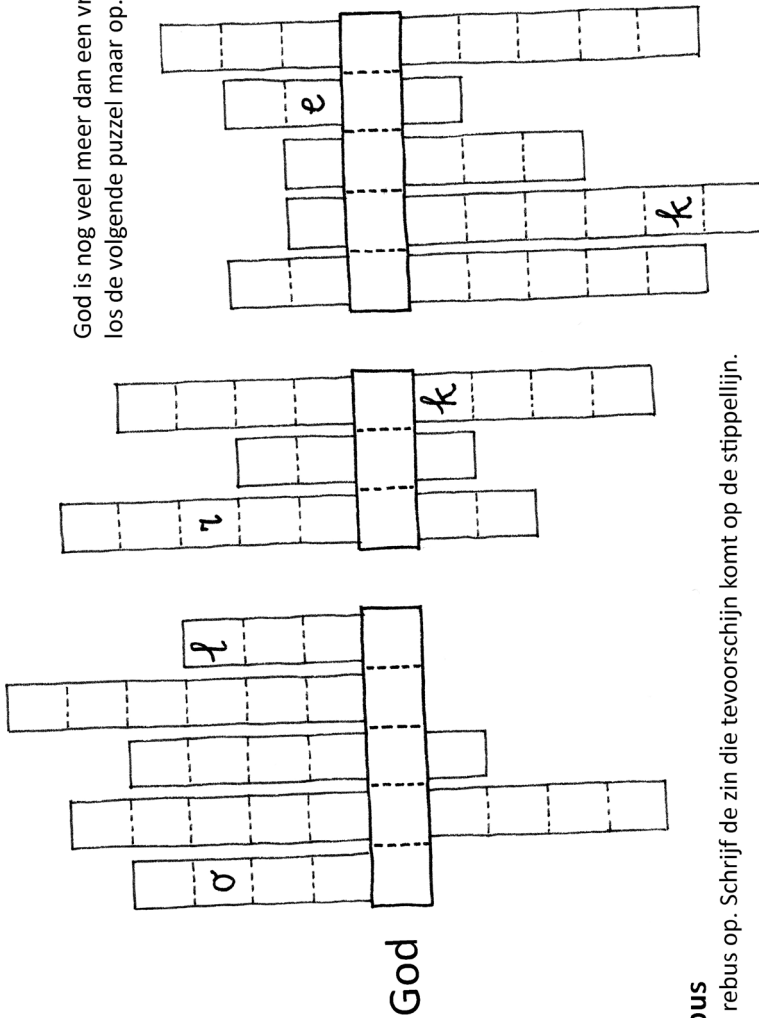 God is nog veel meer dan een
los de volgende puzzel maar op.
o l r
e
God
k
k
rebus op. Schrijf de zin die tevoorschijn komt op de stippellijn.